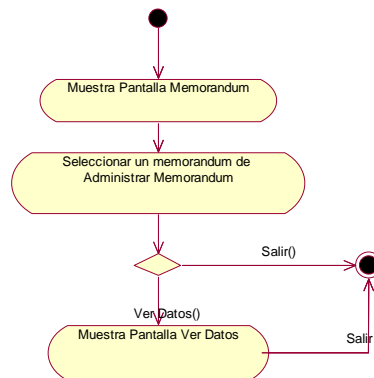 Muestra Pantalla Memorandum
Seleccionar un memorandum de
Administrar Memorandum
Salir()
Ver Datos()
Muestra Pantalla Ver Datos
Salir